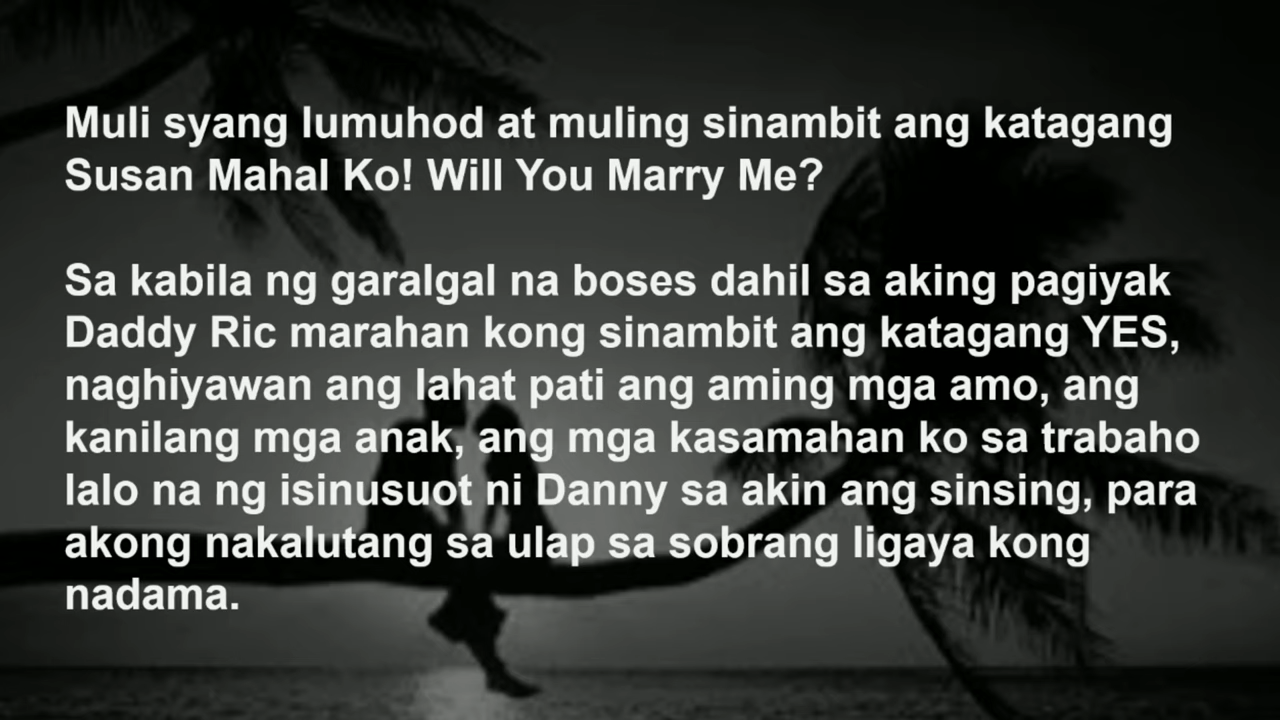 Muli syang lumuhod at muling sinambit ang katagang
Susan Mahal Ko! Will You Marry Me?
Sa kabila ng garalgal na boses dahil sa aking pagiyak
Daddy Ric marahan kong sinambit ang katagang YES,
naghiyawan ang lahat pati ang aming mga amo, ang
kanilang mga anak, ang mga kasamahan ko sa trabaho
lalo na ng isinusuot ni Danny sa akin ang sinsing, para
akong nakalutang sa ulap sa sobrang ligaya kong
nadama.